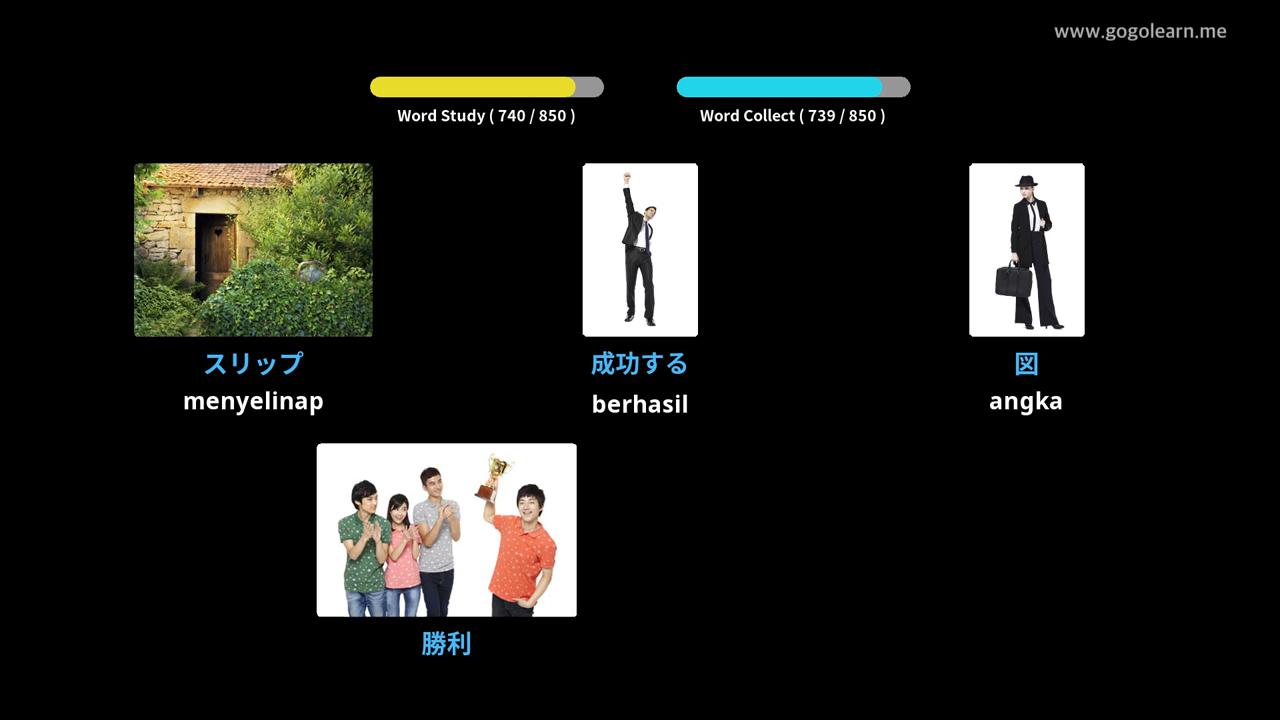 www.gogolearn.me
Word Study ( 740 / 850 )
Word Collect ( 739 / 850 )
スリップ
menyelinap
成功する
berhasil
図
angka
勝利